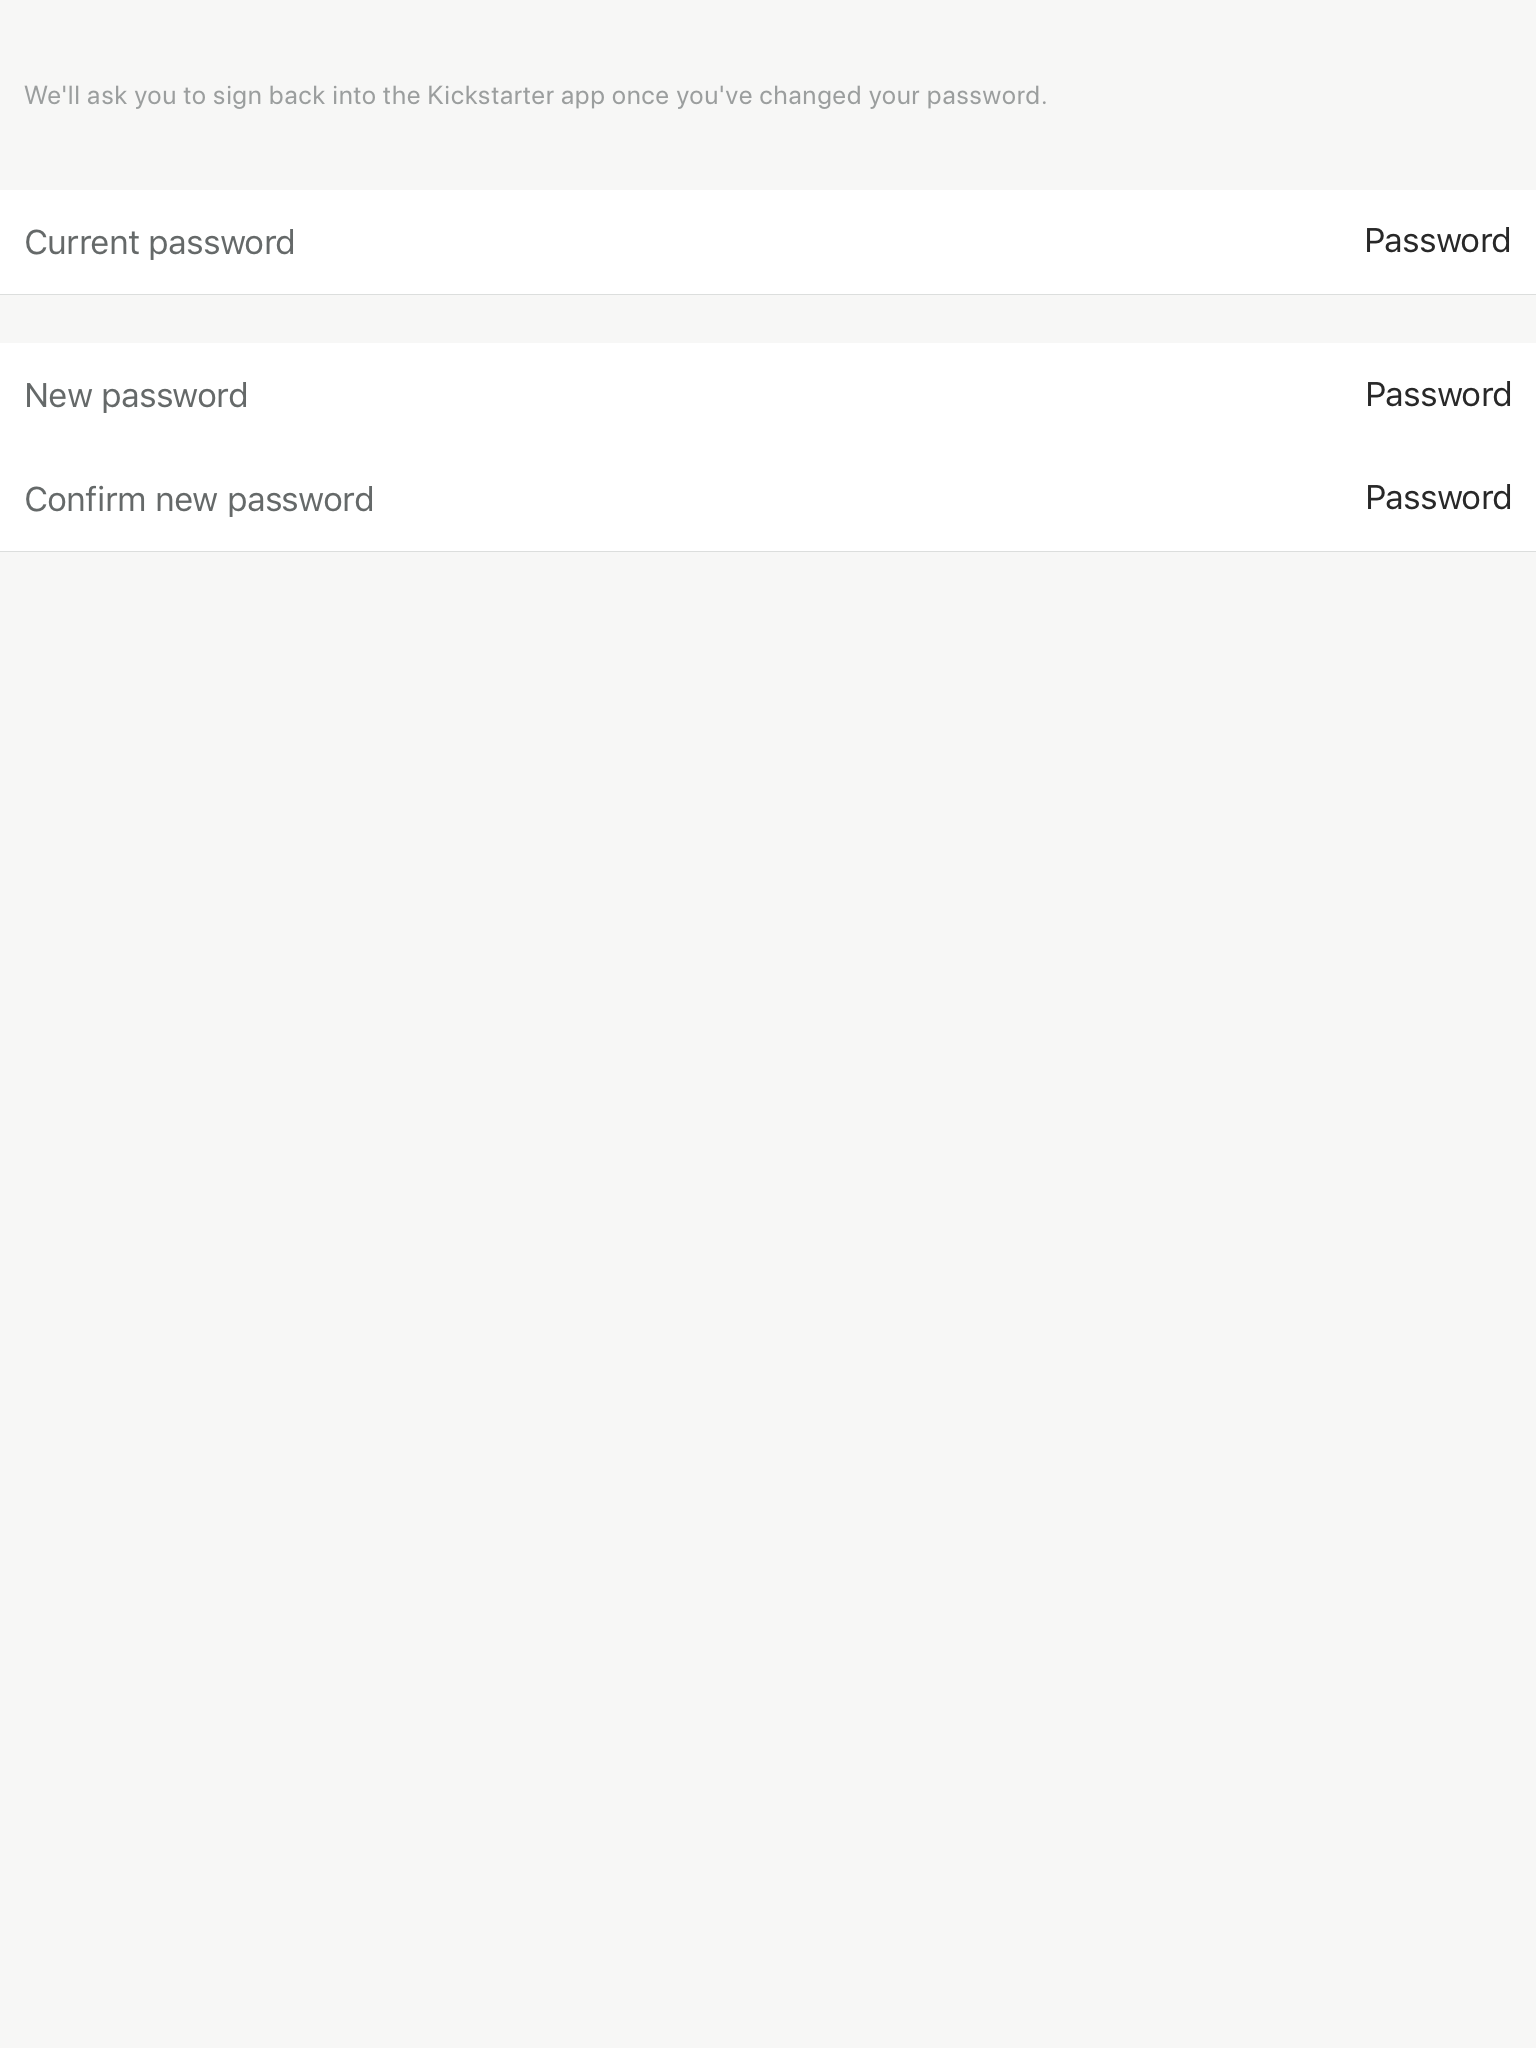 We'll ask you to sign back into the Kickstarter app once you've changed your password.
Current password Password
New password Password
Confirm new password Password